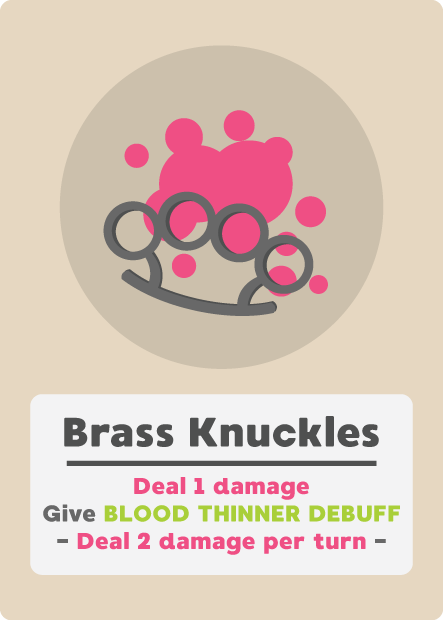 Brass Knuckles
Deal 1 damage
Give BLOOD THINNER DEBUFF
- Deal 2 damage per turn -